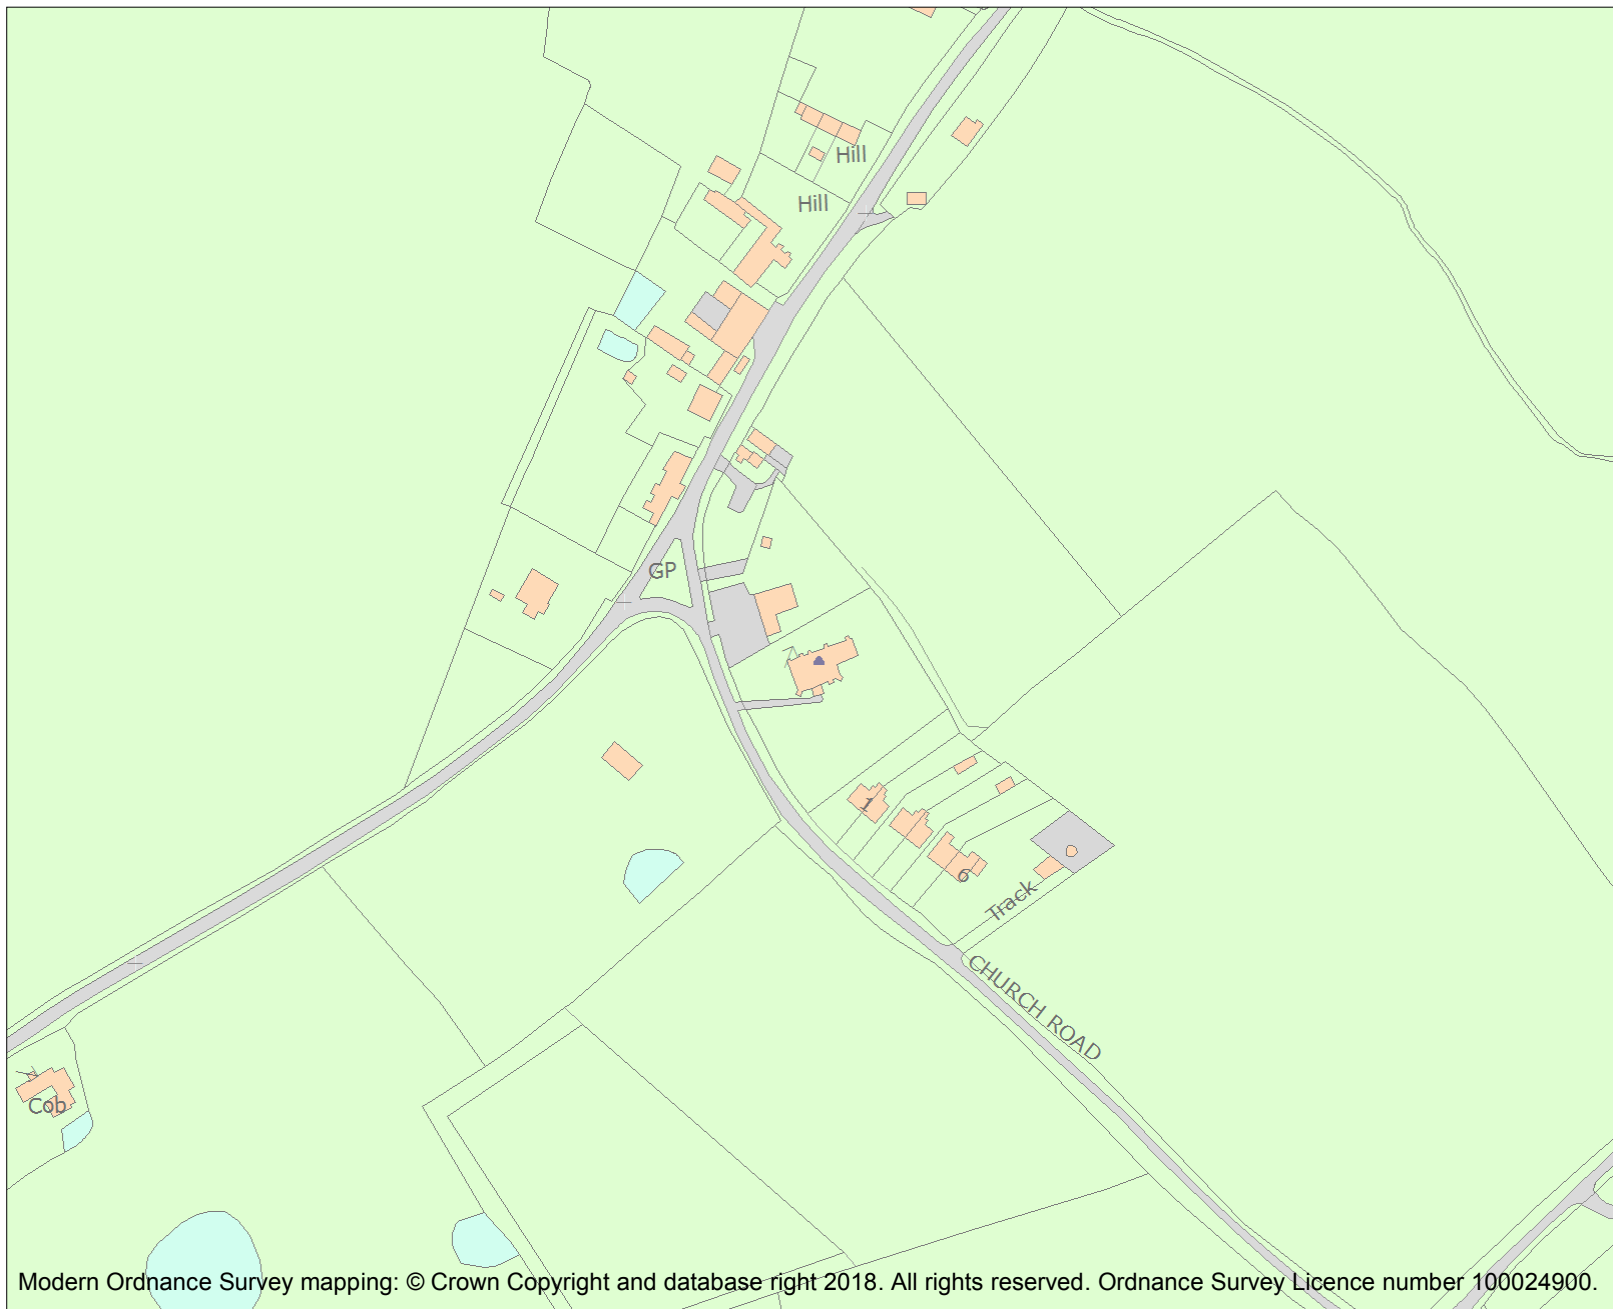 Hill
Hill
GP
1
6
Track
CHURCH ROAD
Cob
Modern Ordnance Survey mapping: © Crown Copyright and database right 2018. All rights reserved. Ordnance Survey Licence number 100024900.